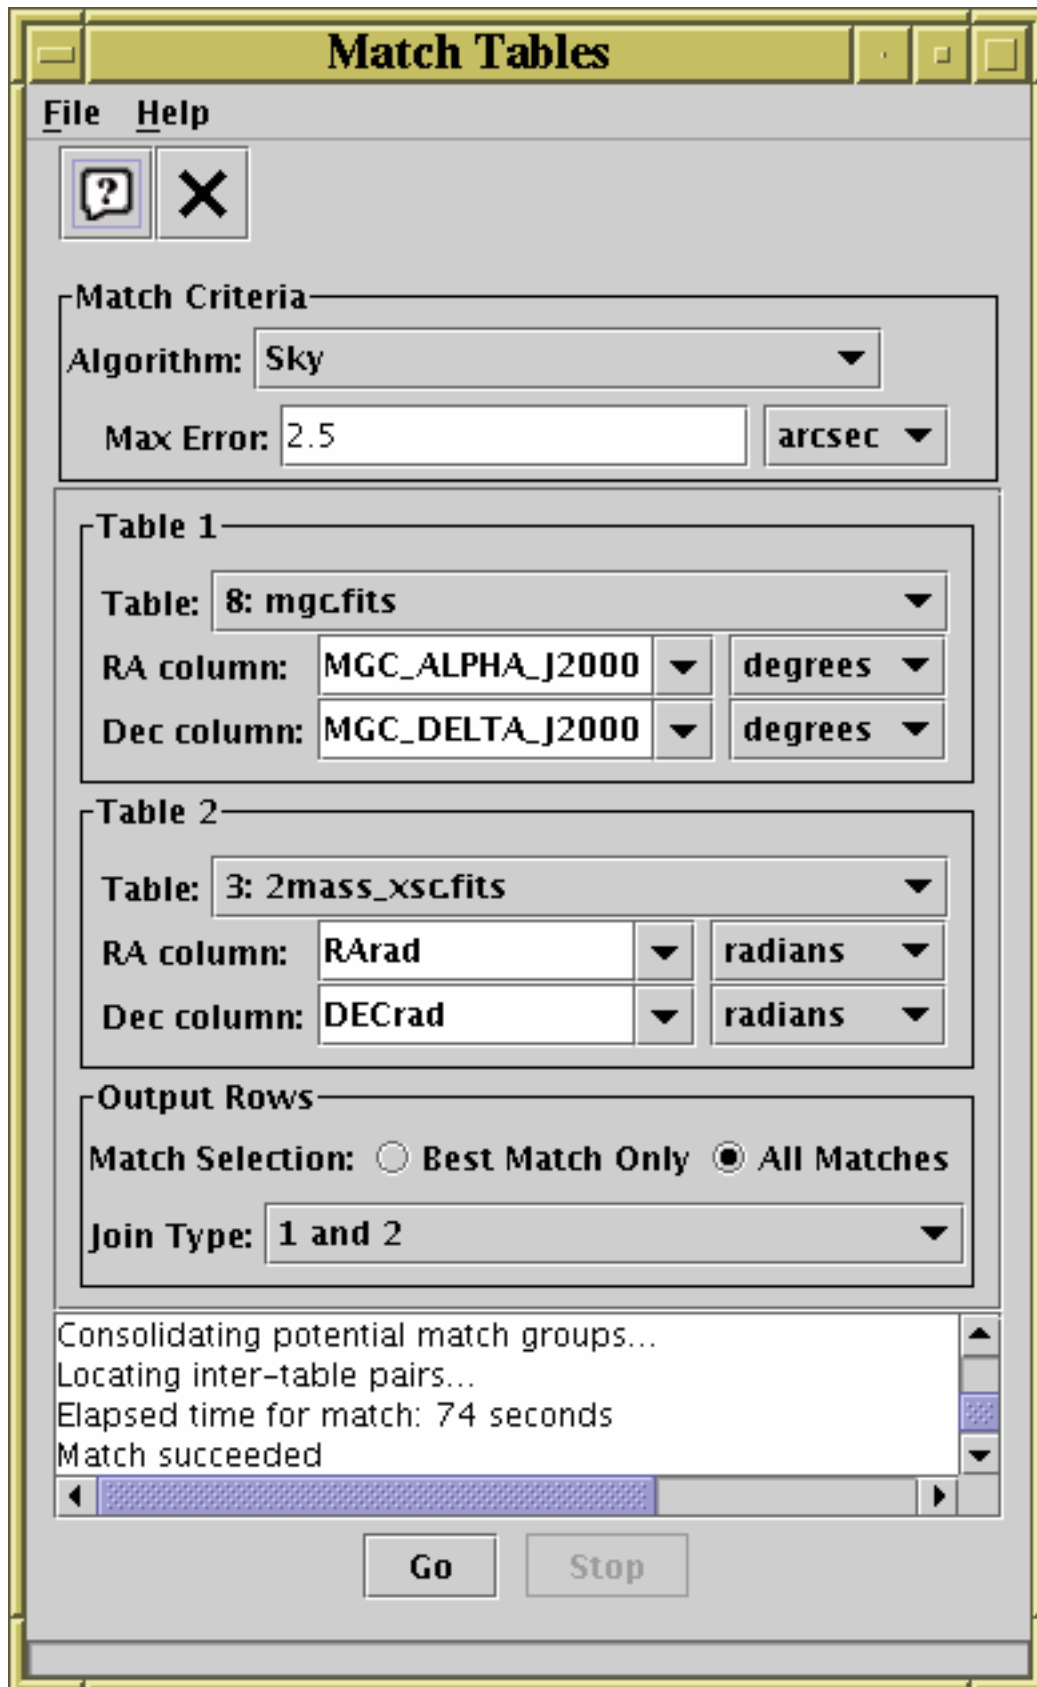 Match Tables
File Help
?
Match Criteria
Algorithm: Sky
Max Error: 2.5 arcsec
Table 1
Table: 8: mgc.fits
RA column: MGC_ALPHA_J2000 degrees
Dec column: MGC_DELTA_J2000 degrees
Table 2
Table: 3: 2mass_xsc.fits
RA column: RArad radians
Dec column: DECrad radians
Output Rows
Match Selection: Best Match Only All Matches
Join Type: 1 and 2
Consolidating potential match groups...
Locating inter-table pairs...
Elapsed time for match: 74 seconds
Match succeeded
Go Stop